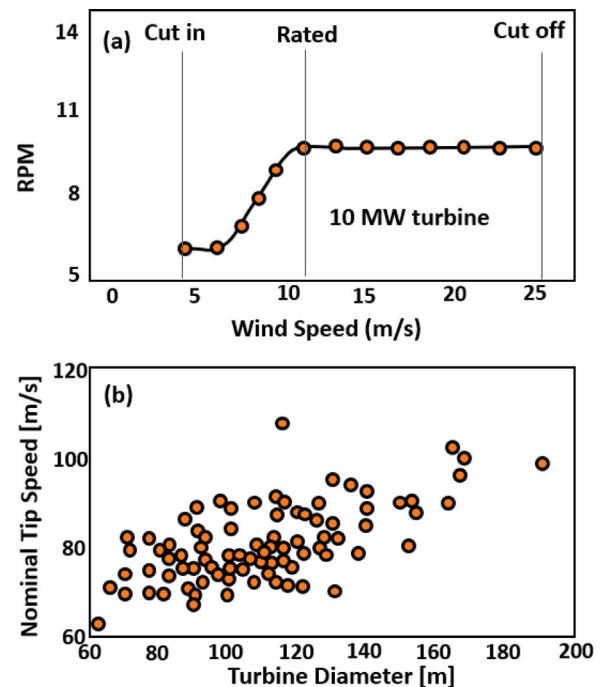 14
(a)
Cut in
Rated
Cut off
11
RPM
8
10 MW turbine
5
0 5 10 15 20 25
Wind Speed (m/s)
120
(b)
Nominal Tip Speed [m/s]
100
80
60
60 80 100 120 140 160 180 200
Turbine Diameter [m]